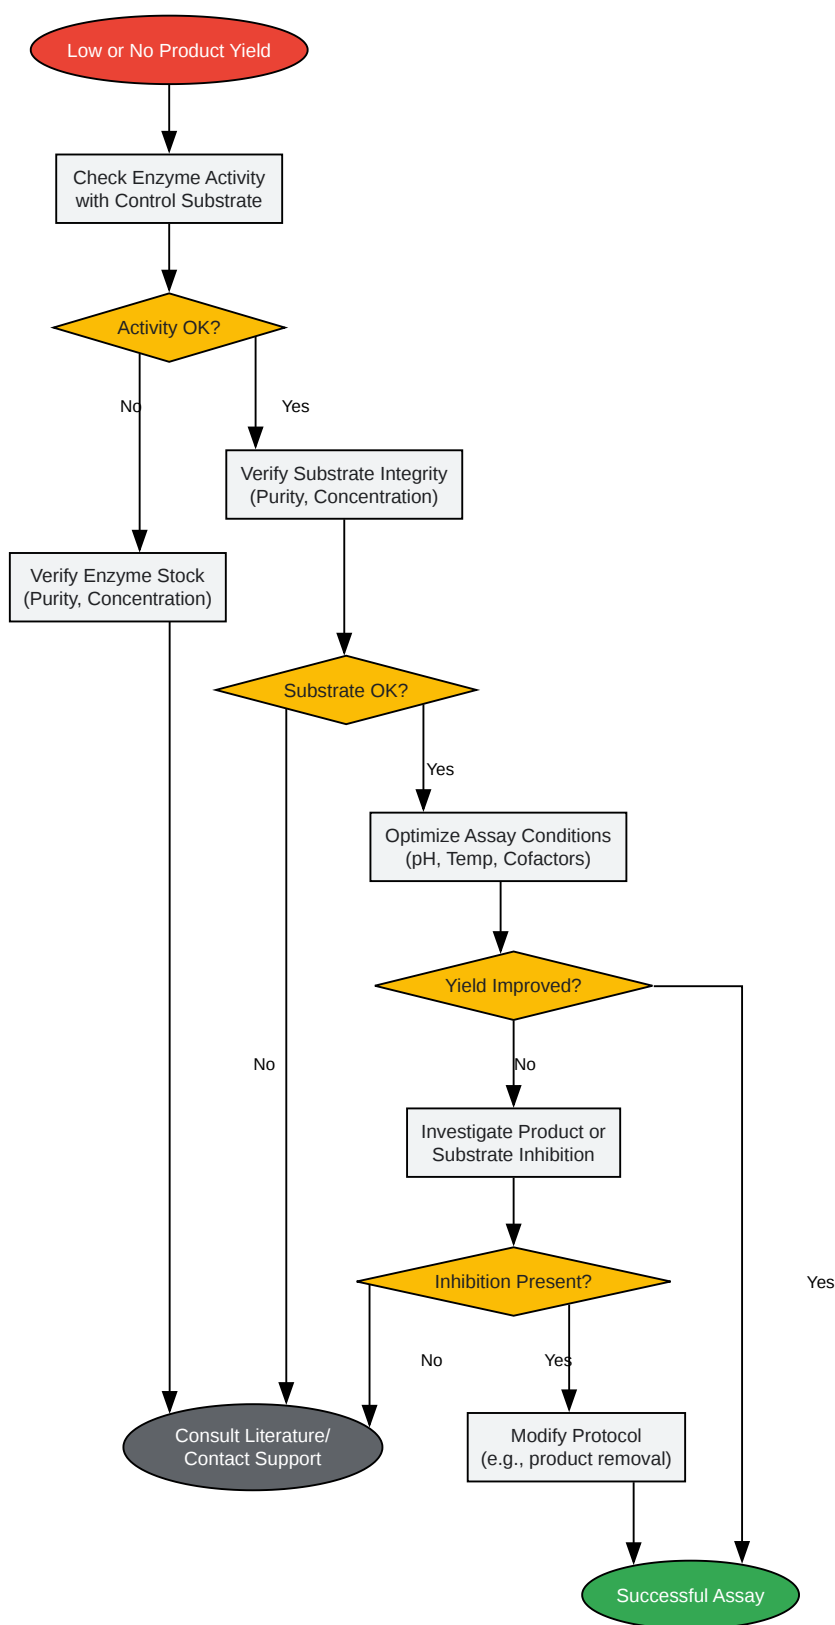 Low or No Product Yield
Check Enzyme Activity
with Control Substrate
Activity OK?
No
Yes
Verify Substrate Integrity
(Purity, Concentration)
Verify Enzyme Stock
(Purity, Concentration)
Substrate OK?
Yes
Optimize Assay Conditions
(pH, Temp, Cofactors)
Yield Improved?
No
No
Investigate Product or
Substrate Inhibition
Inhibition Present?
Yes
No
Yes
Consult Literature/
Contact Support
Modify Protocol
(e.g., product removal)
Successful Assay